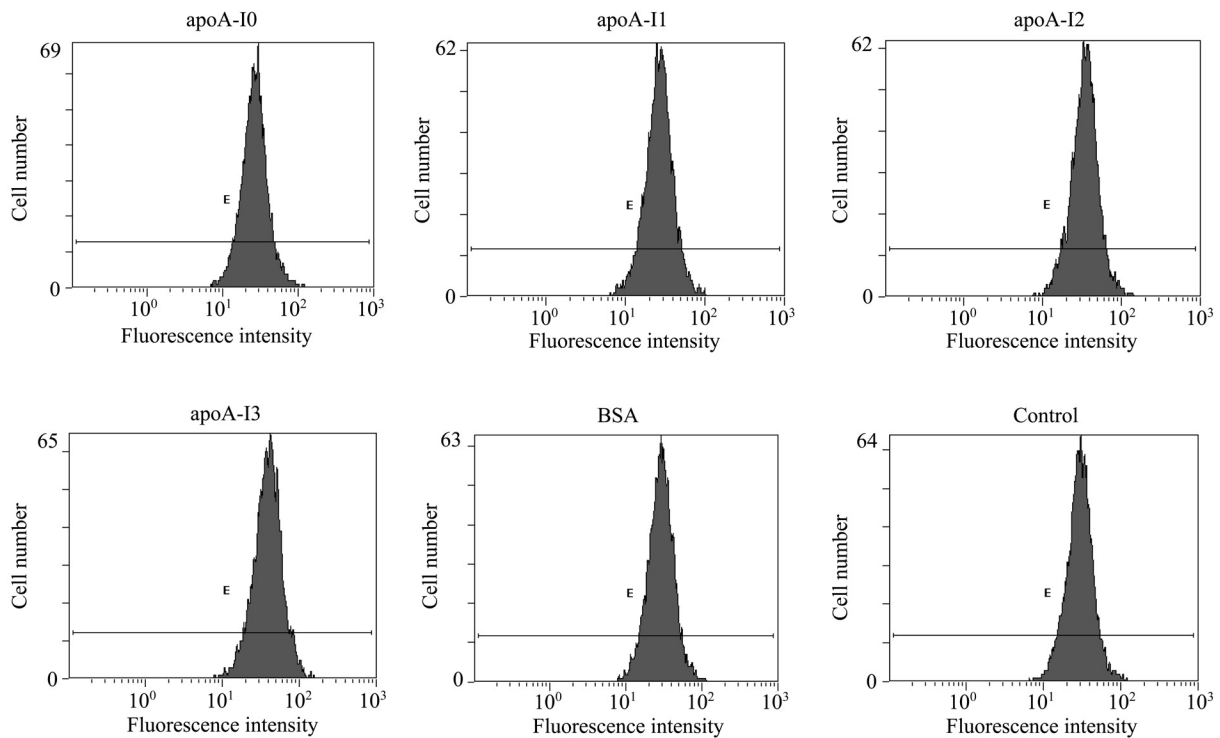 apoA-I0
69
Cell number
E
0
10^0 10^1 10^2 10^3
Fluorescence intensity
apoA-I1
62
Cell number
E
0
10^0 10^1 10^2 10^3
Fluorescence intensity
apoA-I2
62
Cell number
E
0
10^0 10^1 10^2 10^3
Fluorescence intensity
apoA-I3
65
Cell number
E
0
10^0 10^1 10^2 10^3
Fluorescence intensity
BSA
63
Cell number
E
0
10^0 10^1 10^2 10^3
Fluorescence intensity
Control
64
Cell number
E
0
10^0 10^1 10^2 10^3
Fluorescence intensity